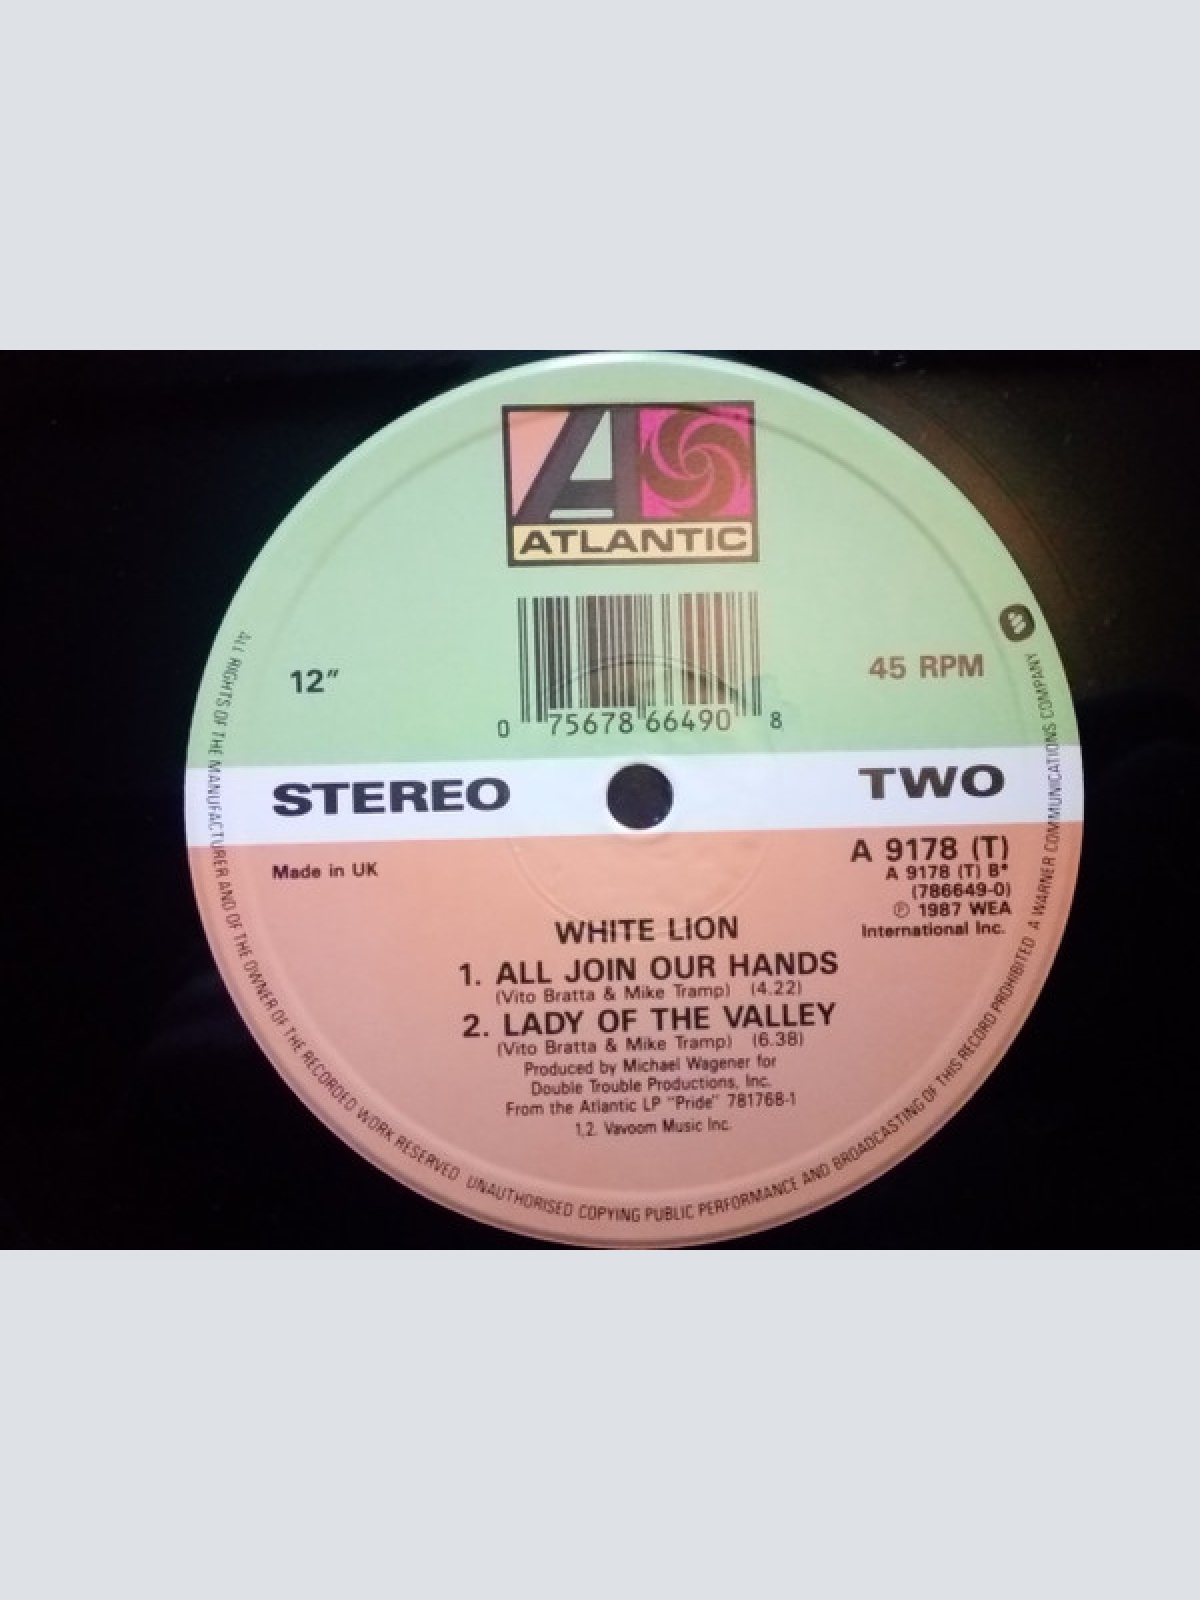 ATLANTIC
0 75678 66490 8
12"
45 RPM
STEREO
TWO
Made in UK
A 9178 (T)
A 9178 (T) B*
(786649-0)
℗ 1987 WEA
International Inc.
WHITE LION
1. ALL JOIN OUR HANDS
(Vito Bratta & Mike Tramp) (4.22)
2. LADY OF THE VALLEY
(Vito Bratta & Mike Tramp) (6.38)
Produced by Michael Wagener for
Double Trouble Productions, Inc.
From the Atlantic LP "Pride" 781768-1
1,2. Vavoom Music Inc.
ALL RIGHTS OF THE MANUFACTURER AND OF THE OWNER OF THE RECORDED WORK RESERVED UNAUTHORISED COPYING PUBLIC PERFORMANCE AND BROADCASTING OF THIS RECORD PROHIBITED A WARNER COMMUNICATIONS COMPANY